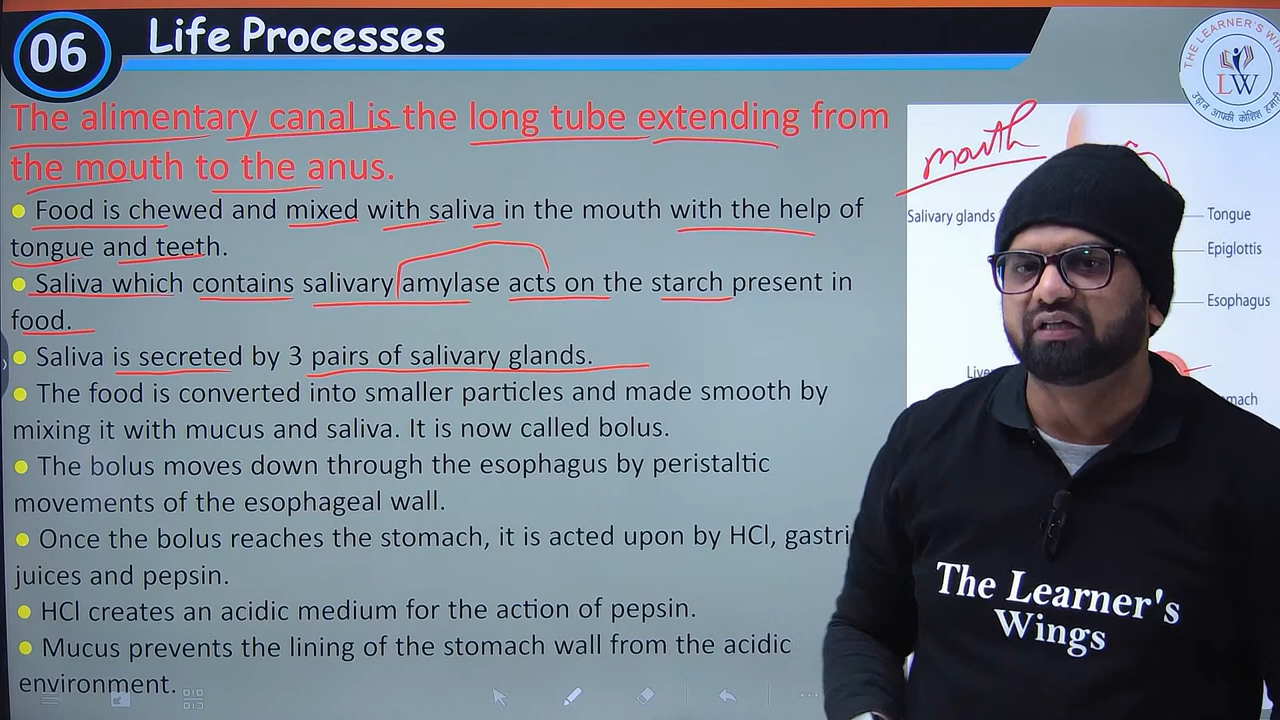 06
Life Processes
THE LEARNER'S WIN
LW
उड़ान आपकी कोशिश हमारी
The alimentary canal is the long tube extending from
the mouth to the anus.
mouth
● Food is chewed and mixed with saliva in the mouth with the help of
tongue and teeth.
● Saliva which contains salivary amylase acts on the starch present in
food.
● Saliva is secreted by 3 pairs of salivary glands.
● The food is converted into smaller particles and made smooth by
mixing it with mucus and saliva. It is now called bolus.
● The bolus moves down through the esophagus by peristaltic
movements of the esophageal wall.
● Once the bolus reaches the stomach, it is acted upon by HCl, gastri
juices and pepsin.
● HCl creates an acidic medium for the action of pepsin.
● Mucus prevents the lining of the stomach wall from the acidic
environment.
Salivary glands
Tongue
Epiglottis
Esophagus
Live
mach
The Learner's
Wings